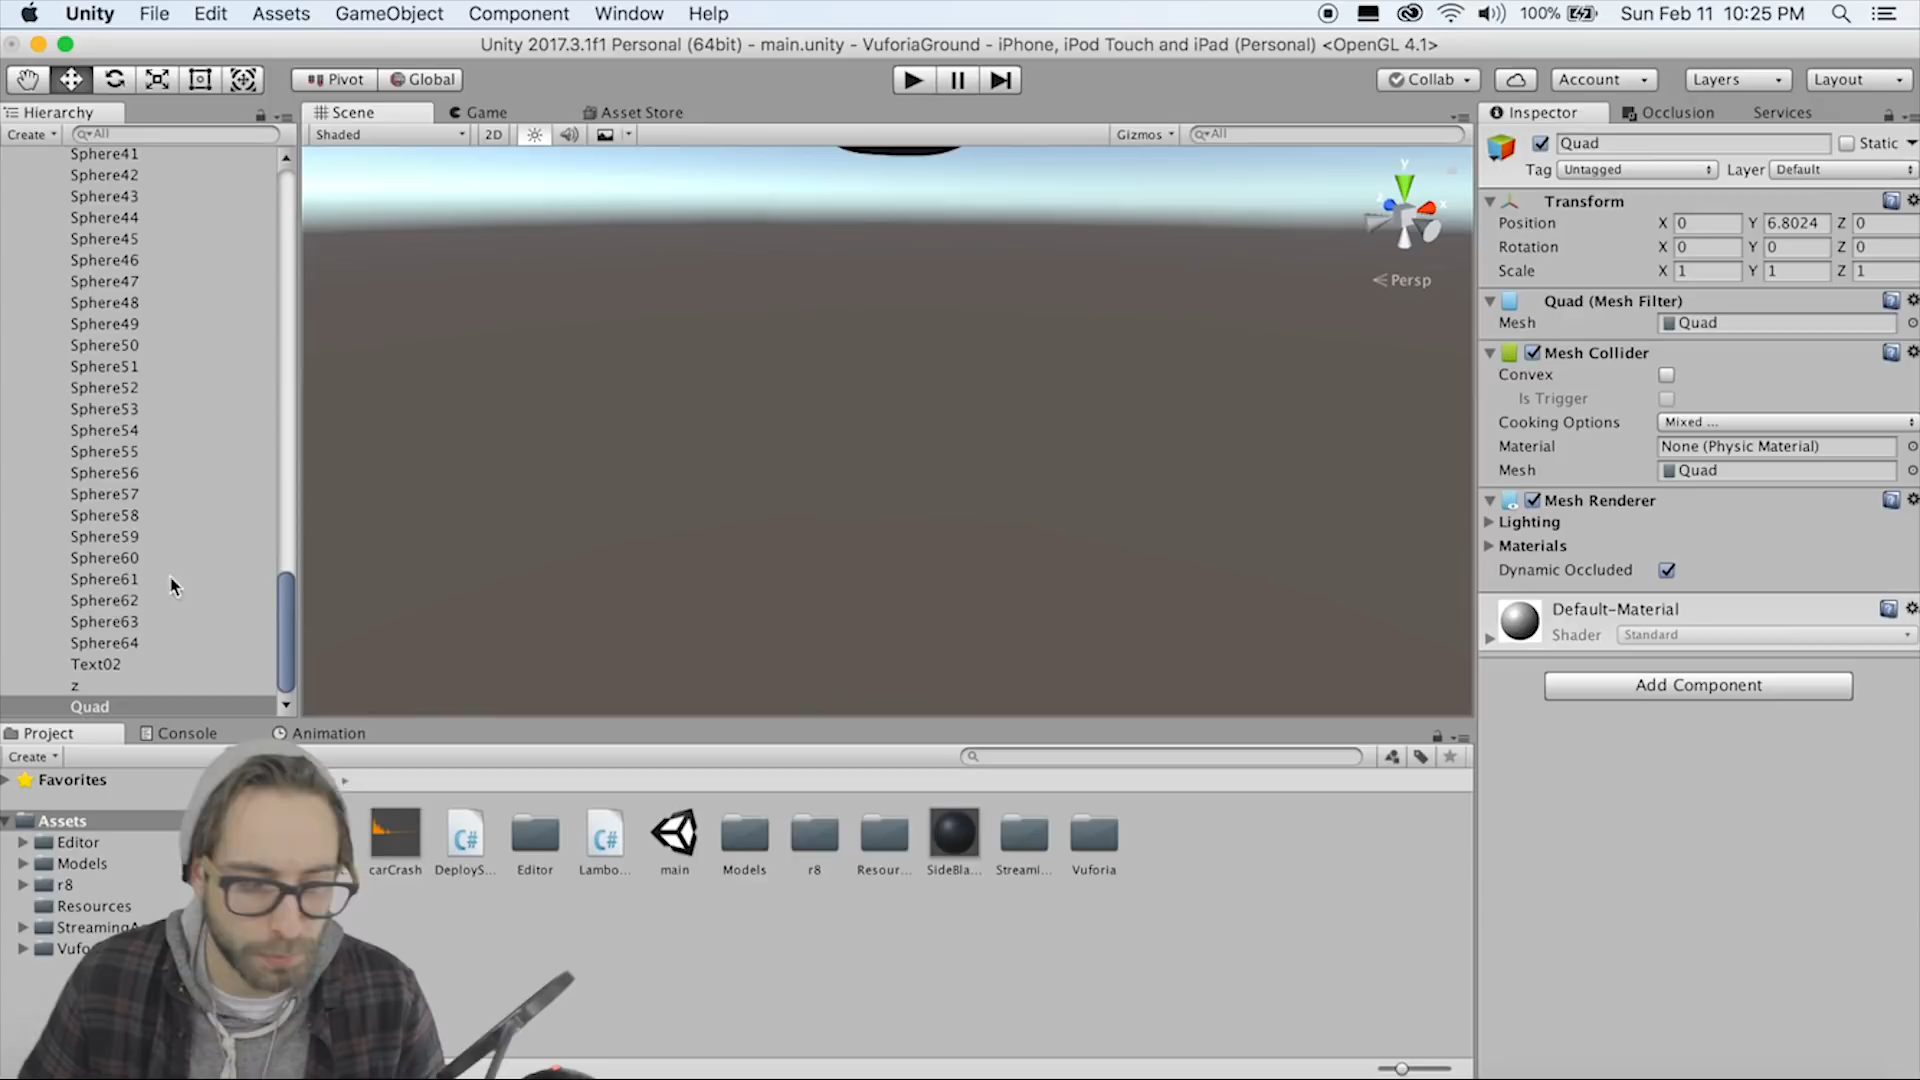 Unity File Edit Assets GameObject Component Window Help 100% Sun Feb 11 10:25 PM
Unity 2017.3.1f1 Personal (64bit) - main.unity - VuforiaGround - iPhone, iPod Touch and iPad (Personal) <OpenGL 4.1>
Pivot Global Collab Account Layers Layout
Hierarchy
Create All
Sphere41
Sphere42
Sphere43
Sphere44
Sphere45
Sphere46
Sphere47
Sphere48
Sphere49
Sphere50
Sphere51
Sphere52
Sphere53
Sphere54
Sphere55
Sphere56
Sphere57
Sphere58
Sphere59
Sphere60
Sphere61
Sphere62
Sphere63
Sphere64
Text02
z
Quad
Scene Game Asset Store
Shaded 2D Gizmos All
y
x
z
Persp
Inspector Occlusion Services
Quad Static
Tag Untagged Layer Default
Transform
Position X 0 Y 6.8024 Z 0
Rotation X 0 Y 0 Z 0
Scale X 1 Y 1 Z 1
Quad (Mesh Filter)
Mesh Quad
Mesh Collider
Convex
Is Trigger
Cooking Options Mixed ...
Material None (Physic Material)
Mesh Quad
Mesh Renderer
Lighting
Materials
Dynamic Occluded
Default-Material
Shader Standard
Add Component
Project Console Animation
Create
Favorites
Assets
Editor
Models
r8
Resources
StreamingA
Vufo
carCrash DeployS... Editor Lambo... main Models r8 Resour... SideBla... Streami... Vuforia
C# C#